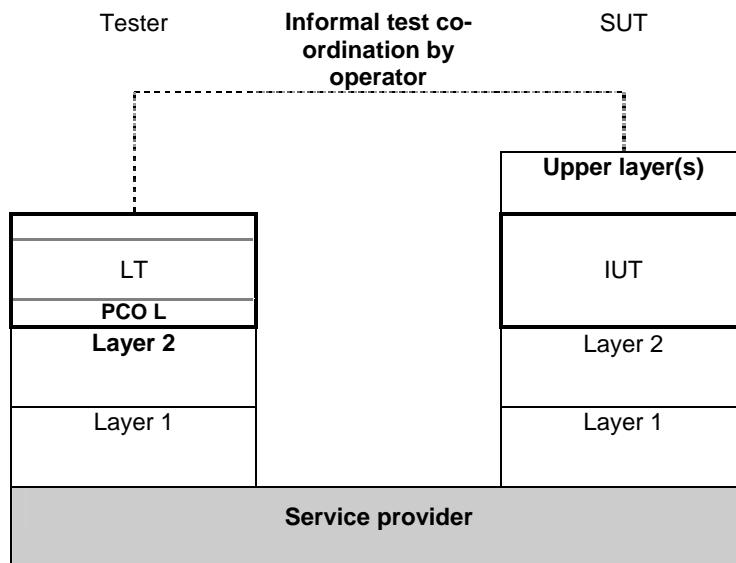 Tester
Informal test co-
ordination by
operator
SUT
Upper layer(s)
LT
IUT
PCO L
Layer 2
Layer 2
Layer 1
Layer 1
Service provider